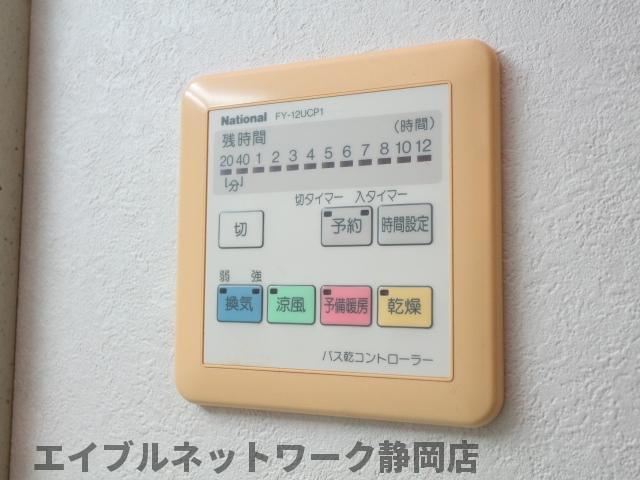 National FY-12UCP1
残時間 (時間)
20 40 1 2 3 4 5 6 7 8 10 12
(分)
切タイマー 入タイマー
切 予約 時間設定
弱 強
換気 涼風 予備暖房 乾燥
バス乾コントローラー
エイブルネットワーク静岡店